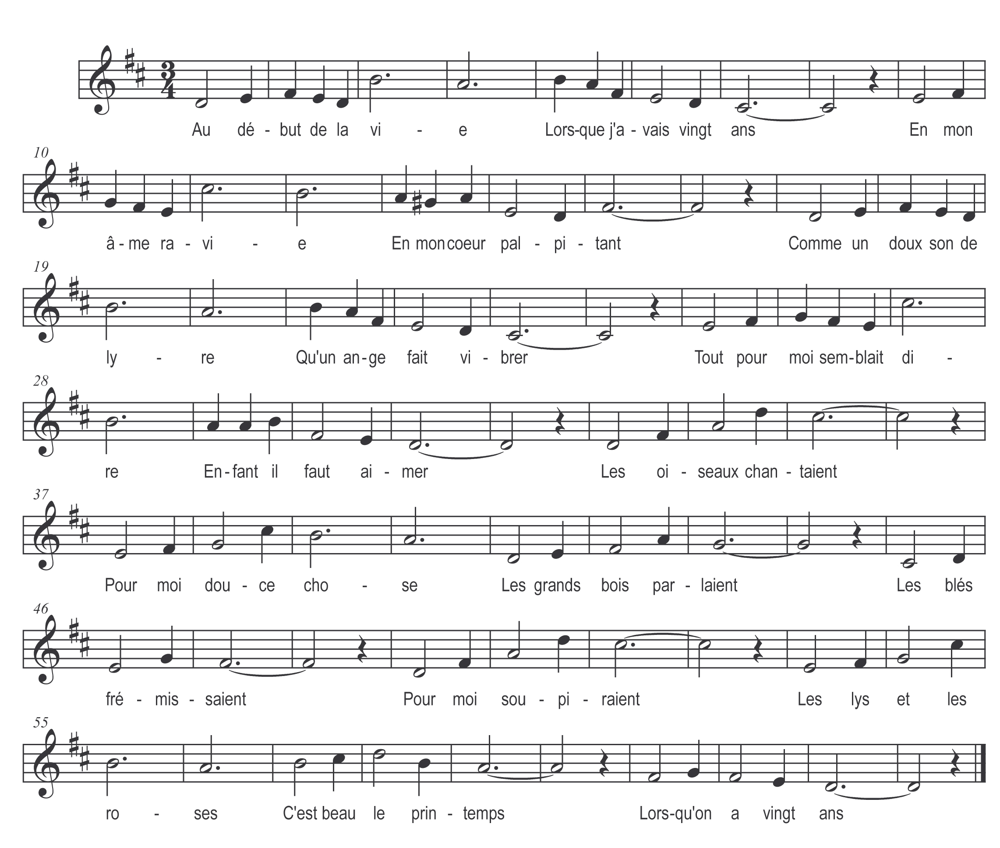 3
4
Au dé - but de la vi - e Lors-que j'a - vais vingt ans En mon
10
â - me ra - vi - e En mon coeur pal - pi - tant Comme un doux son de
19
ly - re Qu'un an-ge fait vi - brer Tout pour moi sem-blait di -
28
re En-fant il faut ai - mer Les oi - seaux chan - taient
37
Pour moi dou - ce cho - se Les grands bois par - laient Les blés
46
fré - mis - saient Pour moi sou - pi - raient Les lys et les
55
ro - ses C'est beau le prin - temps Lors-qu'on a vingt ans